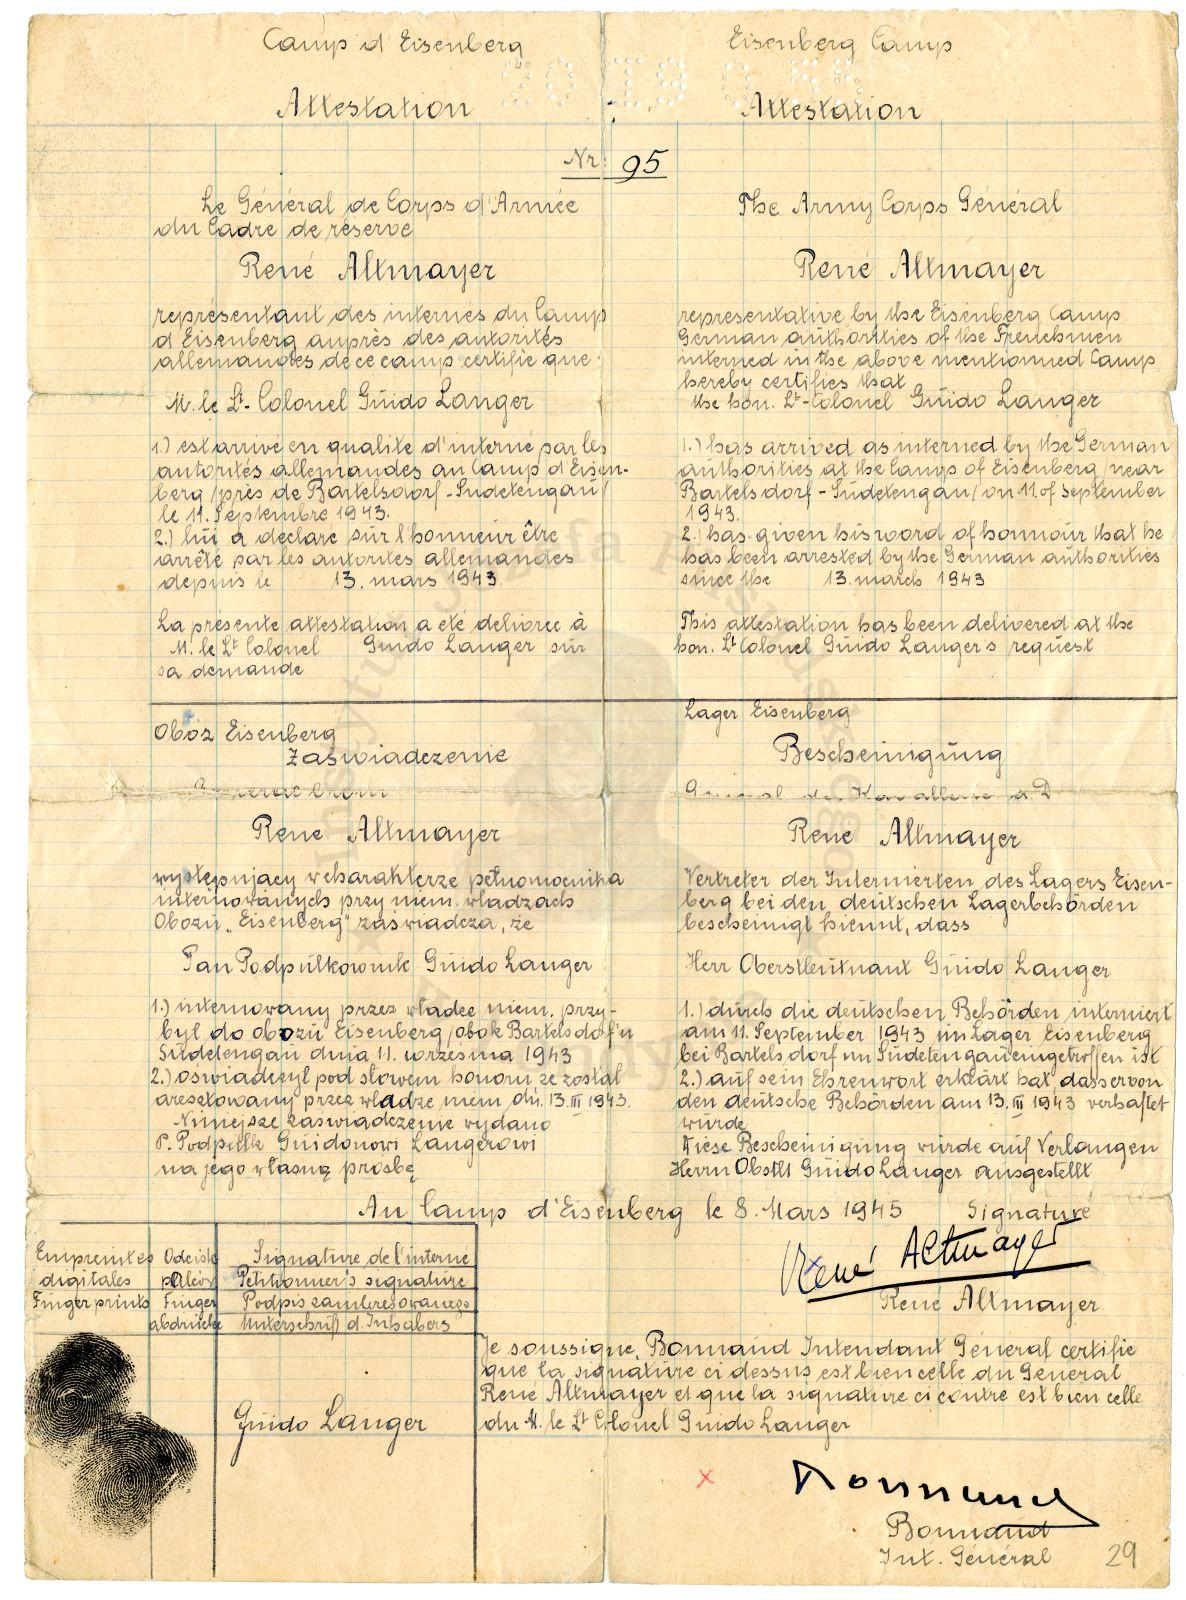 Camp d'Eisenberg
Attestation
Eisenberg Camp
Attestation
Nr. 95
Le Général de Corps d'Armée
du Cadre de réserve
René Altmayer
représentant des internes du Camp
d'Eisenberg auprès des autorités
allemandes de ce camp certifie que:
M. le Lt-Colonel Guido Langer
1.) est arrivé en qualite d'interné par les
autorités allemandes au Camp d'Eisen-
berg /près de Bartelsdorf-Sudetengau/
le 11. Septembre 1943.
2.) lui a declare sur l'honneur être
arrêté par les autorites allemandes
depuis le 13. mars 1943.
La présente attestation a eté delivree à
M. le Lt Colonel Guido Langer sur
sa demande
The Army Corps Général
René Altmayer
représentative by the Eisenberg Camp
German authorities of the Frenchmen
interned in the above mentionned Camp
hereby certifies that
the hon. Lt-Colonel Guido Langer
1.) has arrived as interned by the German
authorities at the Camps of Eisenberg /near
Bartelsdorf-Sudetengau/ on 11. of September
1943.
2.) has given his word of honnour that he
has been arrested by the German authorities
since the 13. march 1943
This attestation has been delivered at the
hon. Lt Colonel Guido Langer's request
Obóz Eisenberg
Zaświadczenie
René Altmayer
występujący w charakterze pełnomocnika
internowanych przy niem. władzach
Obozu „Eisenberg" zaświadcza, że
Pan Podpułkownik Guido Langer
1.) internowany przez władze niem. przy-
był do obozu Eisenberg /obok Bartelsdorf'u
Sudetengau dnia 11. września 1943
2.) oświadczył pod słowem honoru że został
aresztowany przez władze niem dn. 13.III 1943.
Niniejsze zaświadczenie wydano
P. Podpułk Guidonowi Langerowi
na jego własną prośbę
Lager Eisenberg
Bescheinigung
General der Kavallerie a.D
René Altmayer
Vertreter der Internierten des Lagers Eisen-
berg bei den deutschen Lagerbehörden
bescheinigt hiemit, dass
Herr Oberstleutnant Guido Langer
1.) durch die deutschen Behörden interniert
am 11. September 1943 im Lager Eisenberg
bei Bartelsdorf im Sudetengau eingetroffen ist
2.) auf sein Ehrenwort erklärt hat, dass er von
den deutsche Behörden am 13.III 1943 verhaftet
wurde
Diese Bescheinigung wurde auf Verlangen
Herrn Obstlt Guido Langer ausgestellt
Au Camp d'Eisenberg le 8. Mars 1945 Signature
René Altmayer
René Altmayer
Empreintes
digitales
Fingerprints
Odcisk
palców
Finger
abdrücke
Signature de l'interne
Petitionner's signature
Podpis zainteresowanego
Unterschrift d. Inhabers
Guido Langer
Je soussigné, Bonnaud Intendant Général certifie
que la signature ci dessus est bien celle du General
René Altmayer et que la signature ci contre est bien celle
du M. le Lt Colonel Guido Langer
Bonnaud
Bonnaud
Int. Général
29